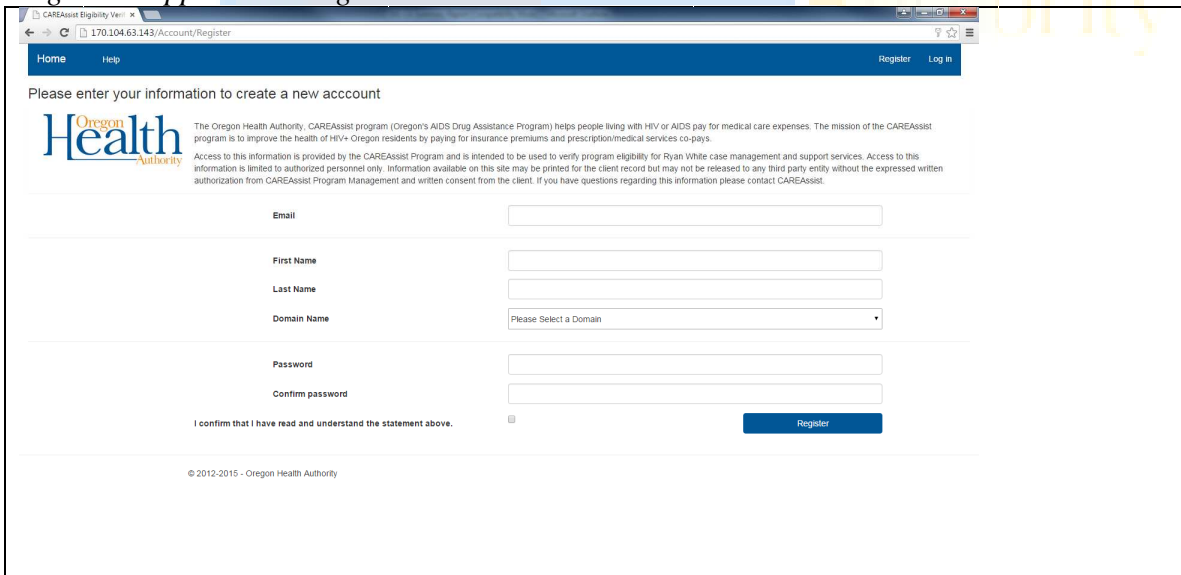 CAREAssist Eligibility Veri
170.104.63.143/Account/Register
Home Help Register Log in
Please enter your information to create a new acccount
Oregon
Health
Authority
The Oregon Health Authority, CAREAssist program (Oregon's AIDS Drug Assistance Program) helps people living with HIV or AIDS pay for medical care expenses. The mission of the CAREAssist
program is to improve the health of HIV+ Oregon residents by paying for insurance premiums and prescription/medical services co-pays.
Access to this information is provided by the CAREAssist Program and is intended to be used to verify program eligibility for Ryan White case management and support services. Access to this
information is limited to authorized personnel only. Information available on this site may be printed for the client record but may not be released to any third party entity without the expressed written
authorization from CAREAssist Program Management and written consent from the client. If you have questions regarding this information please contact CAREAssist.
Email
First Name
Last Name
Domain Name Please Select a Domain
Password
Confirm password
I confirm that I have read and understand the statement above. Register
© 2012-2015 - Oregon Health Authority